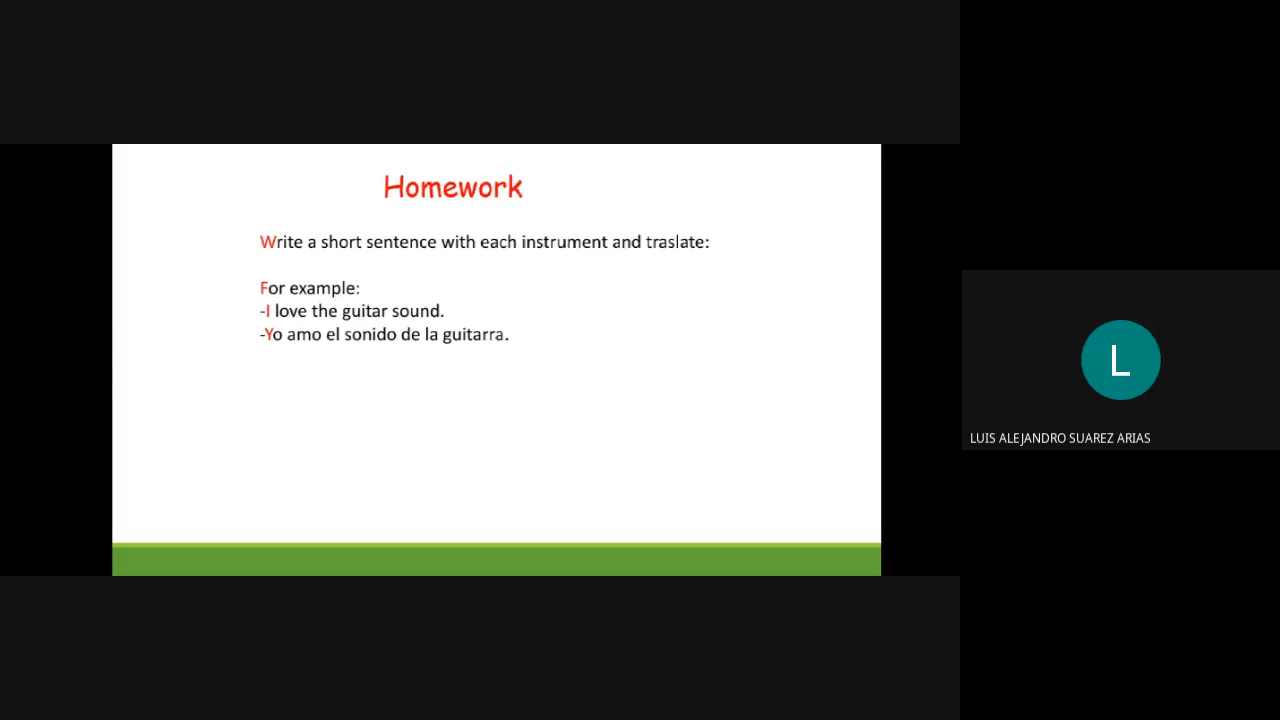 Homework
Write a short sentence with each instrument and traslate:
For example:
-I love the guitar sound.
-Yo amo el sonido de la guitarra.
L
LUIS ALEJANDRO SUAREZ ARIAS